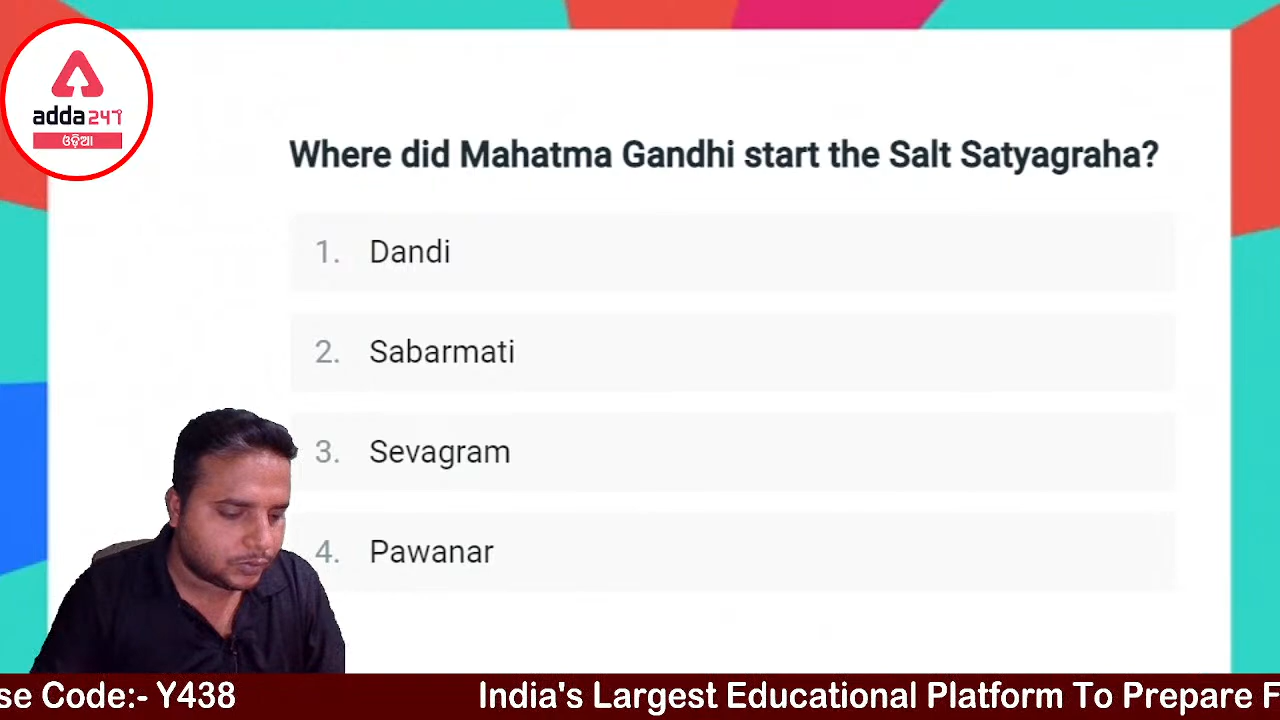 adda247
ଓଡ଼ିଆ
Where did Mahatma Gandhi start the Salt Satyagraha?
1. Dandi
2. Sabarmati
3. Sevagram
4. Pawanar
se Code:- Y438 India's Largest Educational Platform To Prepare F